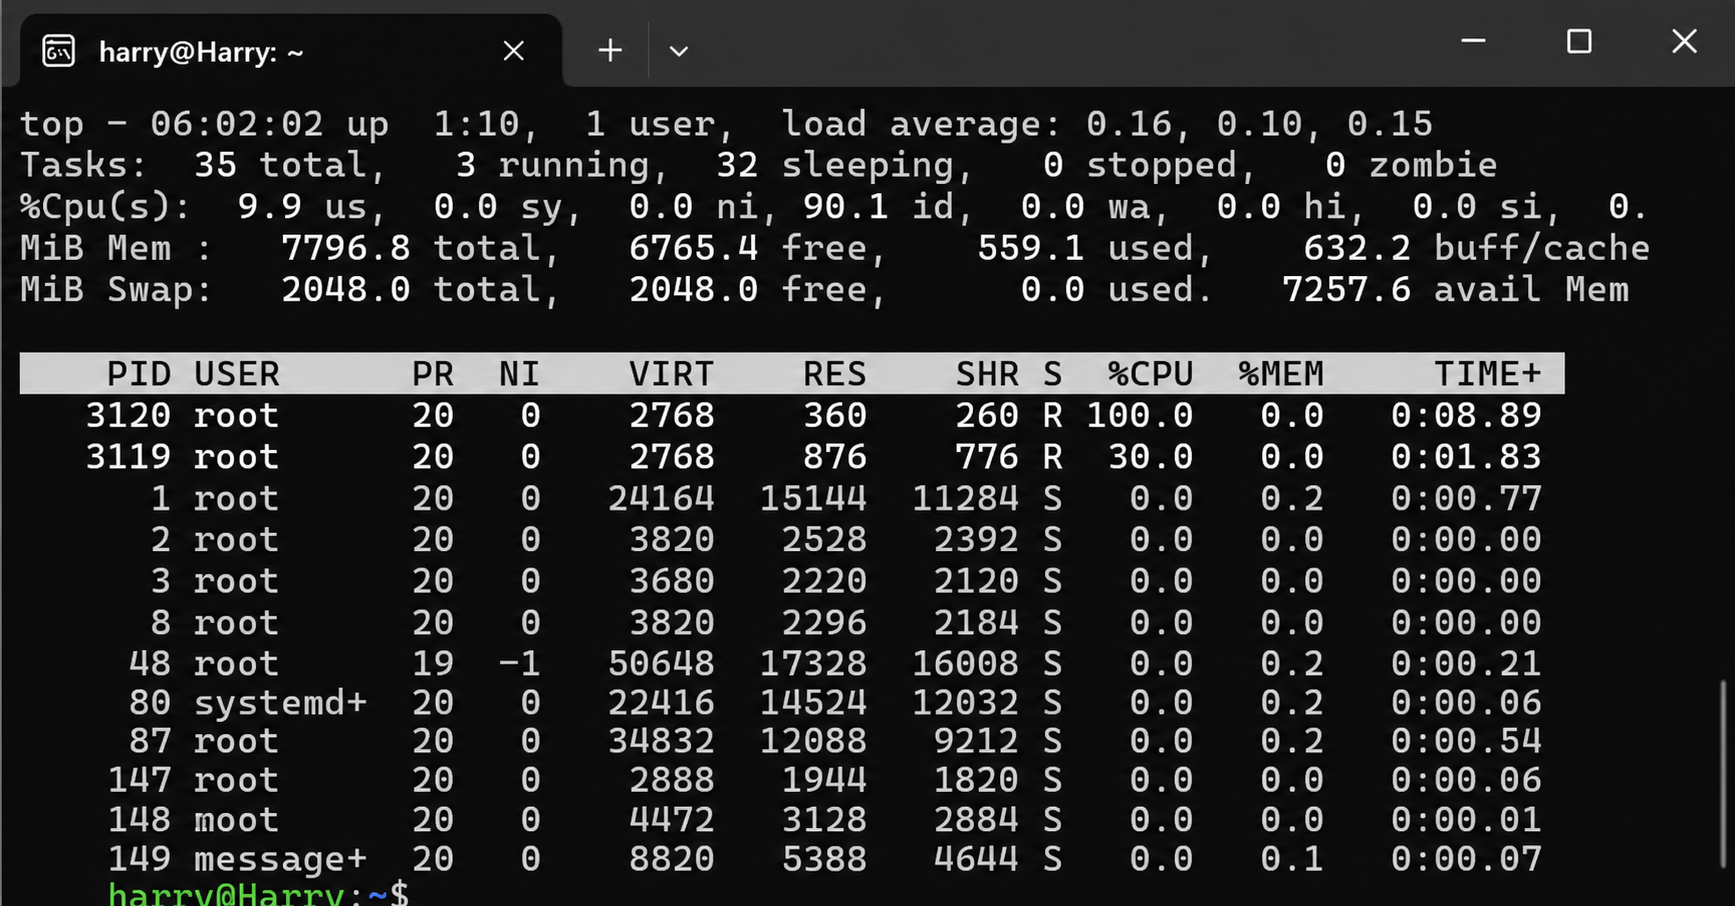 harry@Harry: ~
top - 06:02:02 up  1:10,  1 user,  load average: 0.16, 0.10, 0.15
Tasks:  35 total,   3 running,  32 sleeping,   0 stopped,   0 zombie
%Cpu(s):  9.9 us,  0.0 sy,  0.0 ni, 90.1 id,  0.0 wa,  0.0 hi,  0.0 si,  0.
MiB Mem :   7796.8 total,   6765.4 free,    559.1 used,    632.2 buff/cache
MiB Swap:   2048.0 total,   2048.0 free,      0.0 used.   7257.6 avail Mem
PID USER      PR  NI    VIRT    RES    SHR S  %CPU  %MEM     TIME+
3120 root      20   0    2768    360    260 R 100.0   0.0   0:08.89
3119 root      20   0    2768    876    776 R  30.0   0.0   0:01.83
1 root      20   0   24164  15144  11284 S   0.0   0.2   0:00.77
2 root      20   0    3820   2528   2392 S   0.0   0.0   0:00.00
3 root      20   0    3680   2220   2120 S   0.0   0.0   0:00.00
8 root      20   0    3820   2296   2184 S   0.0   0.0   0:00.00
48 root      19  -1   50648  17328  16008 S   0.0   0.2   0:00.21
80 systemd+  20   0   22416  14524  12032 S   0.0   0.2   0:00.06
87 root      20   0   34832  12088   9212 S   0.0   0.2   0:00.54
147 root      20   0    2888   1944   1820 S   0.0   0.0   0:00.06
148 moot      20   0    4472   3128   2884 S   0.0   0.0   0:00.01
149 message+  20   0    8820   5388   4644 S   0.0   0.1   0:00.07
harry@Harry:~$